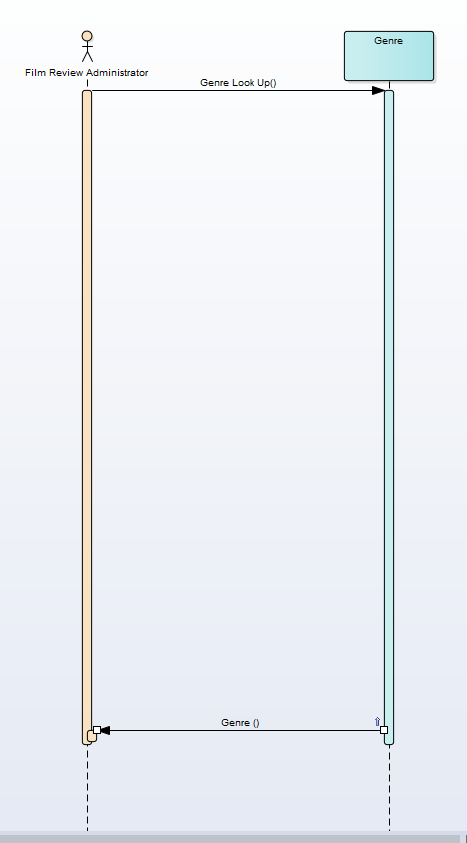 Genre
Film Review Administrator
Genre Look Up()
Genre ()